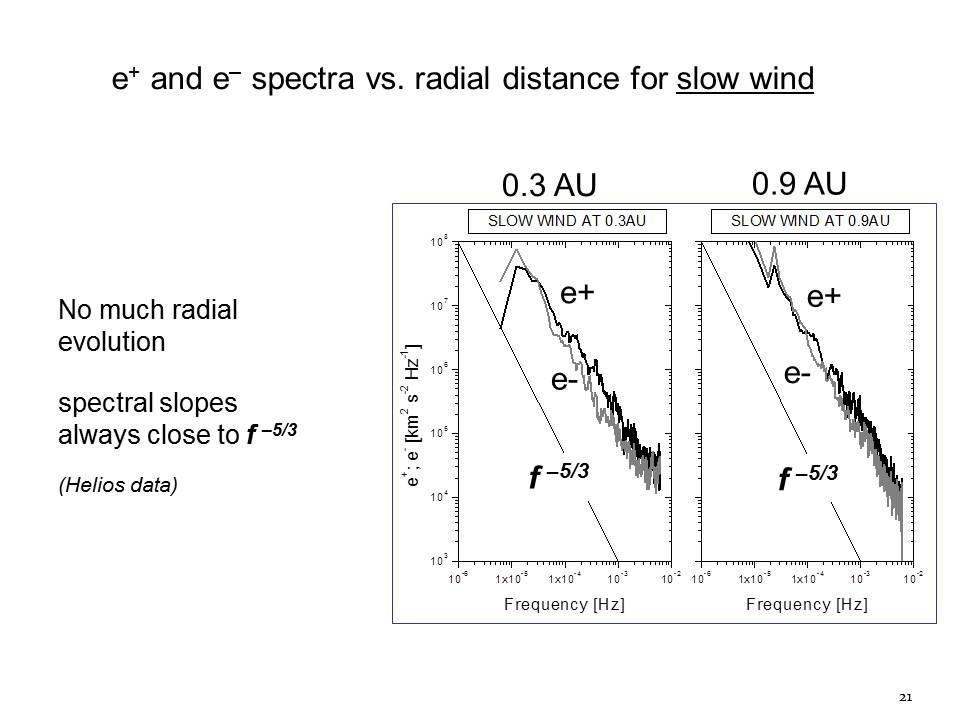 e⁺ and e⁻ spectra vs. radial distance for slow wind
0.3 AU
0.9 AU
No much radial
evolution
spectral slopes
always close to f ⁻⁵/³
(Helios data)
SLOW WIND AT 0.3AU
SLOW WIND AT 0.9AU
10⁸
10⁷
10⁶
10⁵
10⁴
10³
e⁺; e⁻ [km² s⁻² Hz⁻¹]
e+
e-
f ⁻⁵/³
e+
e-
f ⁻⁵/³
10⁻⁶ 1x10⁻⁵ 1x10⁻⁴ 10⁻³ 10⁻²
10⁻⁶ 1x10⁻⁵ 1x10⁻⁴ 10⁻³ 10⁻²
Frequency [Hz]
Frequency [Hz]
21